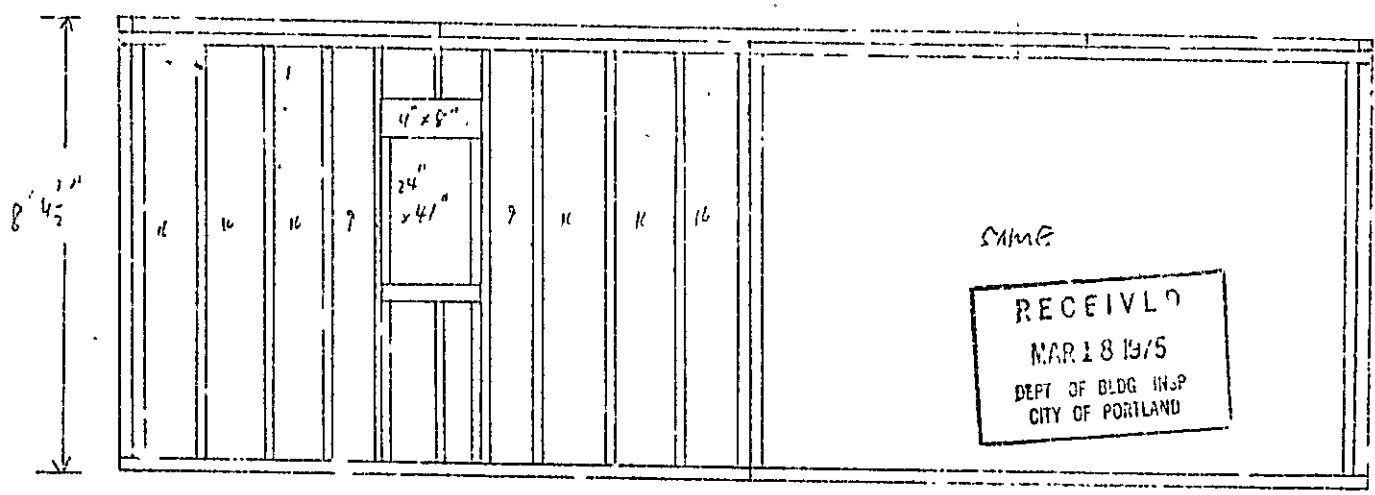 4" x 8"
8' 4½"
24"
x 41"
16
16
16
9
9
16
16
16
SAME
RECEIVED
MAR 18 1975
DEPT OF BLDG INSP
CITY OF PORTLAND